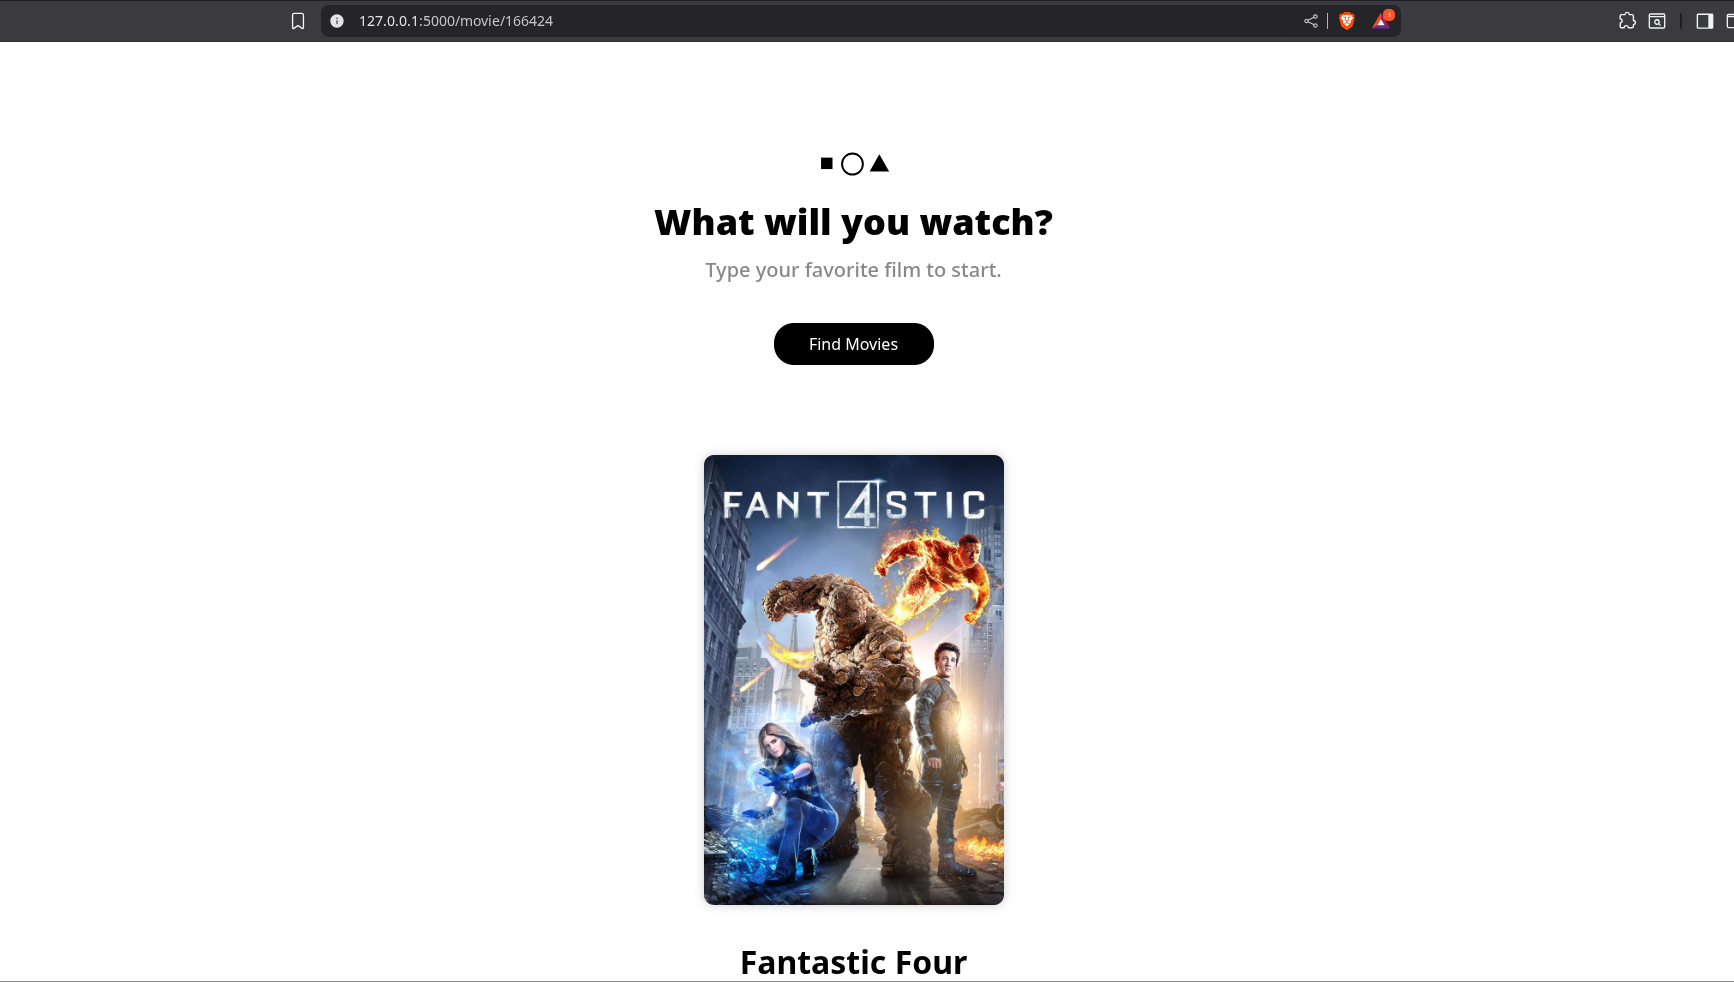 127.0.0.1:5000/movie/166424
What will you watch?
Type your favorite film to start.
Find Movies
FANT4STIC
Fantastic Four